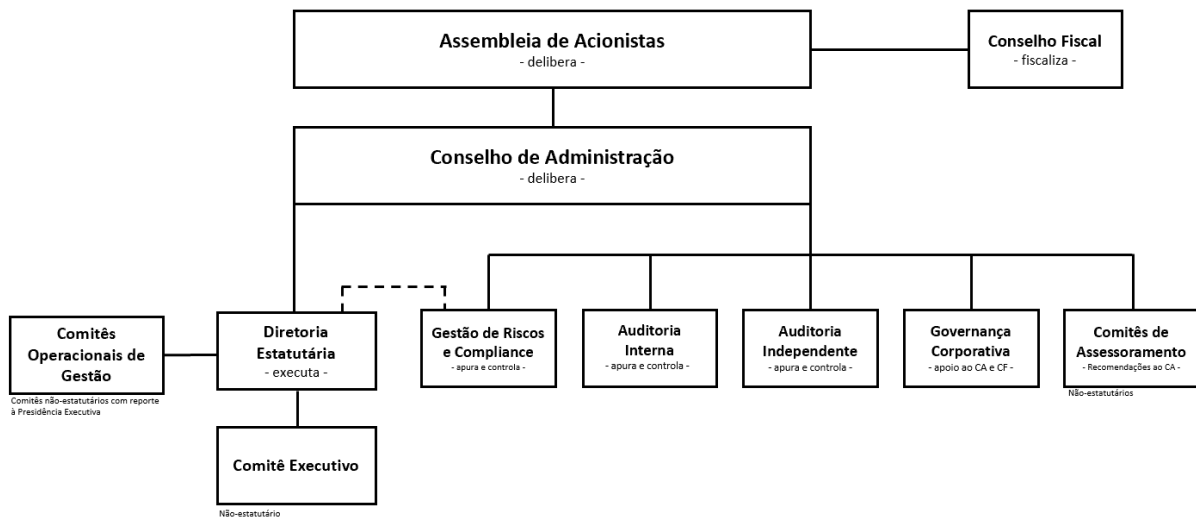 Assembleia de Acionistas
- delibera -
Conselho Fiscal
- fiscaliza -
Conselho de Administração
- delibera -
Comitês
Operacionais de
Gestão
Comitês não-estatutários com reporte
à Presidência Executiva
Diretoria
Estatutária
- executa -
Gestão de Riscos
e Compliance
- apura e controla -
Auditoria
Interna
- apura e controla -
Auditoria
Independente
- apura e controla -
Governança
Corporativa
- apoio ao CA e CF -
Comitês de
Assessoramento
- Recomendações ao CA -
Não-estatutários
Comitê Executivo
Não-estatutário